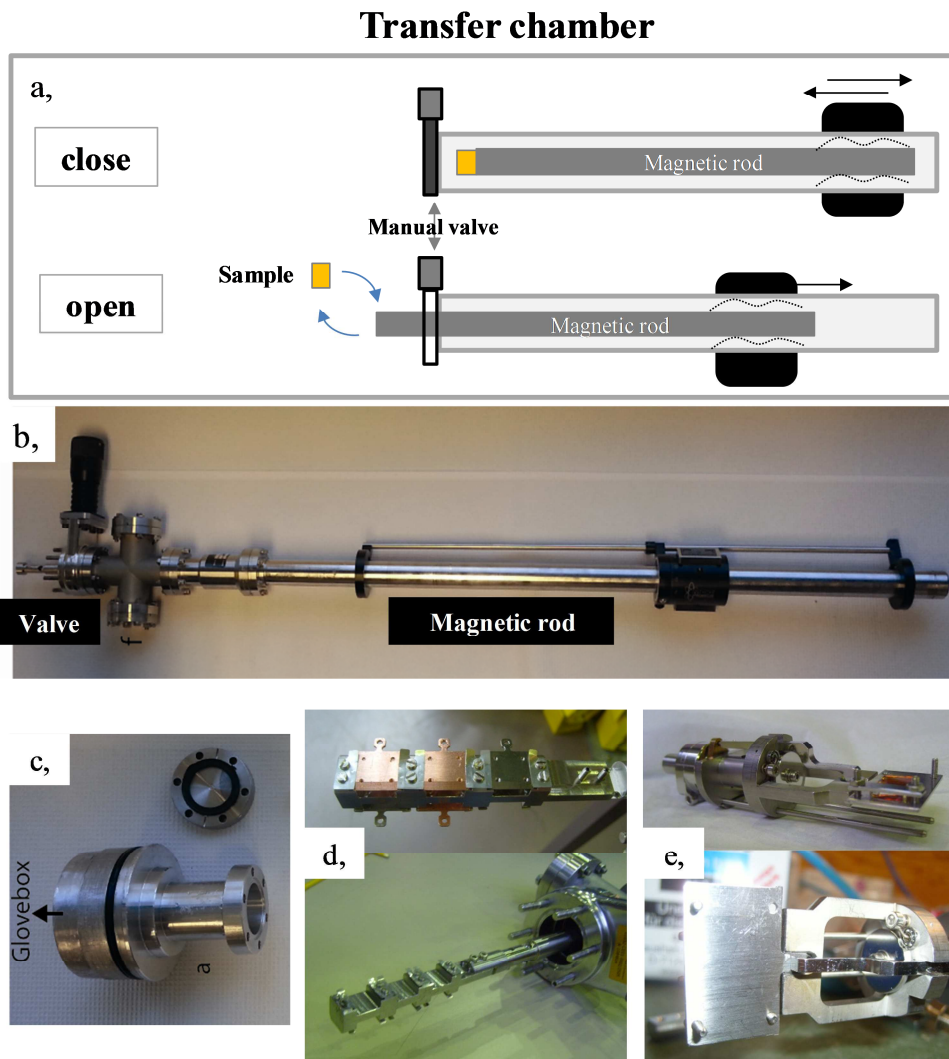 Transfer chamber
a,
close
Magnetic rod
Manual valve
Sample
open
Magnetic rod
b,
Valve
f
Magnetic rod
c,
Glovebox
a
d,
e,